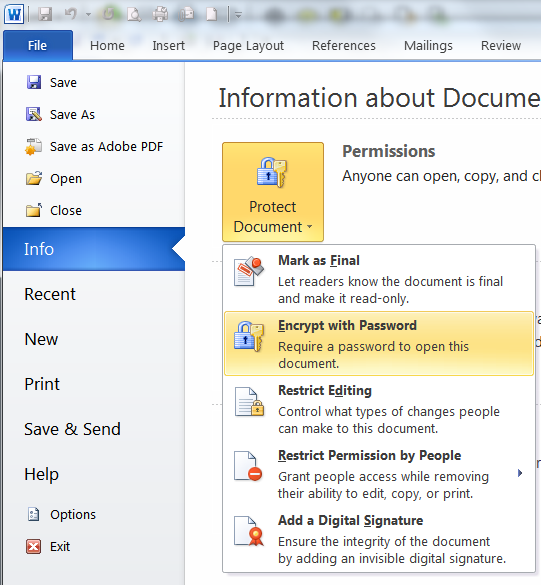 W
File Home Insert Page Layout References Mailings Review
Save
Save As
Save as Adobe PDF
Open
Close
Info
Recent
New
Print
Save & Send
Help
Options
Exit
Information about Docume
Permissions
Anyone can open, copy, and cl
Protect
Document
Mark as Final
Let readers know the document is final
and make it read-only.
Encrypt with Password
Require a password to open this
document.
Restrict Editing
Control what types of changes people
can make to this document.
Restrict Permission by People
Grant people access while removing
their ability to edit, copy, or print.
Add a Digital Signature
Ensure the integrity of the document
by adding an invisible digital signature.